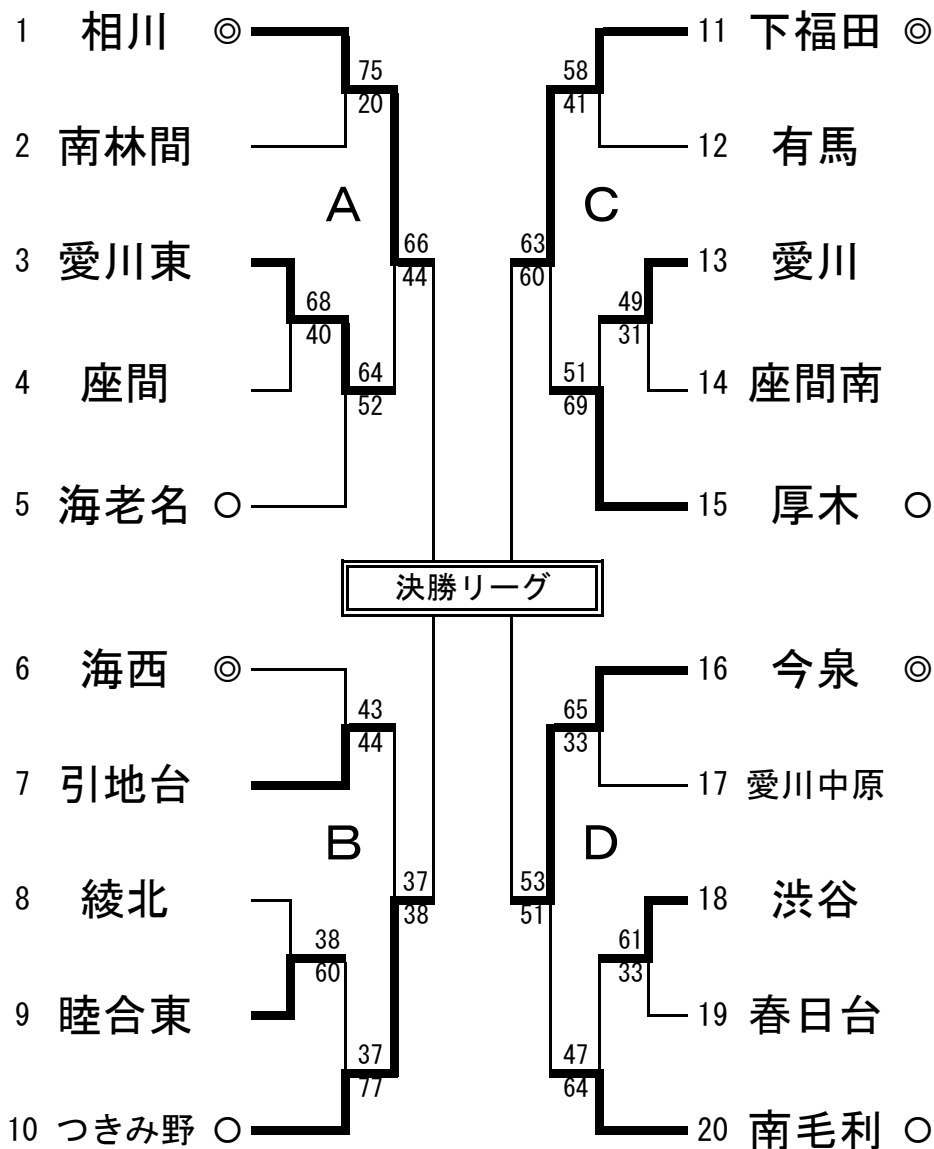 1 相川 ◎
75
20
2 南林間
A
3 愛川東
68
40
66
44
4 座間
64
52
5 海老名 ○
11 下福田 ◎
58
41
12 有馬
C
63
60
13 愛川
49
31
14 座間南
51
69
15 厚木 ○
決勝リーグ
6 海西 ◎
43
44
7 引地台
B
8 綾北
37
38
38
60
9 睦合東
37
77
10 つきみ野 ○
16 今泉 ◎
65
33
17 愛川中原
D
53
51
18 渋谷
61
33
19 春日台
47
64
20 南毛利 ○